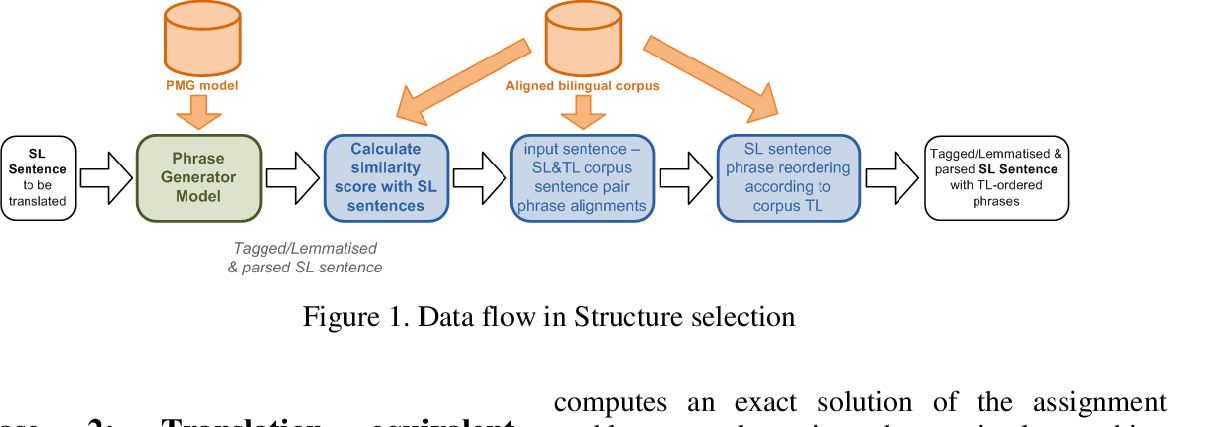 PMG model
Aligned bilingual corpus
SL
Sentence
to be
translated
Phrase
Generator
Model
Calculate
similarity
score with SL
sentences
input sentence –
SL&TL corpus
sentence pair
phrase alignments
SL sentence
phrase reordering
according to
corpus TL
Tagged/Lemmatised &
parsed SL Sentence
with TL-ordered
phrases
Tagged/Lemmatised
& parsed SL sentence
Figure 1. Data flow in Structure selection
computes an exact solution of the assignment
2: Translation equivalent